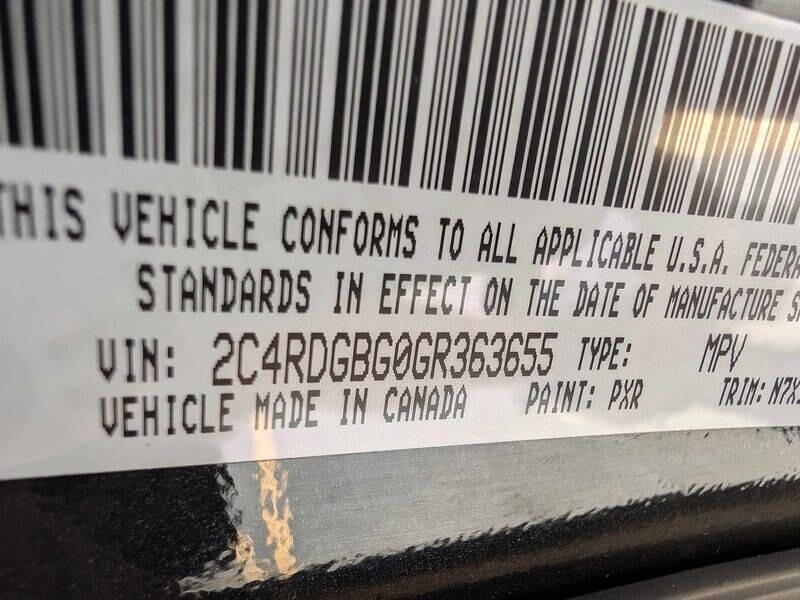 THIS VEHICLE CONFORMS TO ALL APPLICABLE U.S.A. FEDERA
STANDARDS IN EFFECT ON THE DATE OF MANUFACTURE S
VIN: 2C4RDGBG0GR363655 TYPE: MPV
VEHICLE MADE IN CANADA PAINT: PXR TRIM: N7X